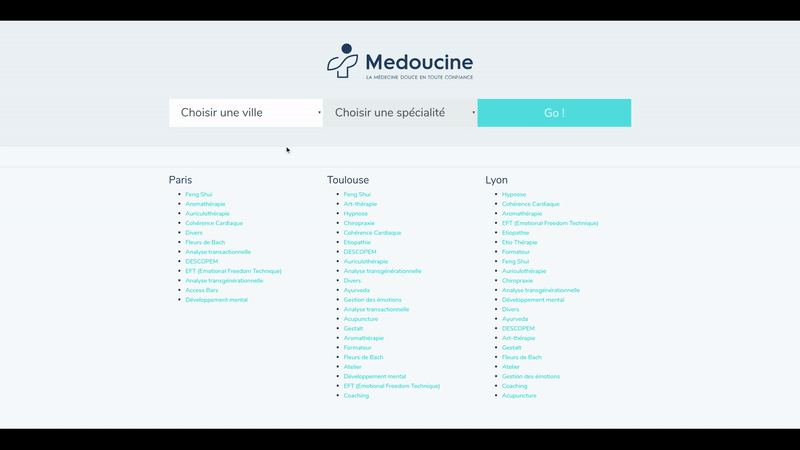 Medoucine
LA MÉDECINE DOUCE EN TOUTE CONFIANCE
Choisir une ville
Choisir une spécialité
Go !
Paris
Feng Shui
Aromathérapie
Auriculothérapie
Cohérence Cardiaque
Divers
Fleurs de Bach
Analyse transactionnelle
DESCOPEM
EFT (Emotional Freedom Technique)
Analyse transgénérationnelle
Access Bars
Développement mental
Toulouse
Feng Shui
Art-thérapie
Hypnose
Chiropraxie
Cohérence Cardiaque
Etiopathie
DESCOPEM
Auriculothérapie
Analyse transgénérationnelle
Divers
Ayurveda
Gestion des émotions
Analyse transactionnelle
Acupuncture
Gestalt
Aromathérapie
Formateur
Fleurs de Bach
Atelier
Développement mental
EFT (Emotional Freedom Technique)
Coaching
Lyon
Hypnose
Cohérence Cardiaque
Aromathérapie
EFT (Emotional Freedom Technique)
Etiopathie
Etio-Thérapie
Formateur
Feng Shui
Auriculothérapie
Chiropraxie
Analyse transgénérationnelle
Développement mental
Divers
Ayurveda
DESCOPEM
Art-thérapie
Gestalt
Fleurs de Bach
Atelier
Gestion des émotions
Coaching
Acupuncture